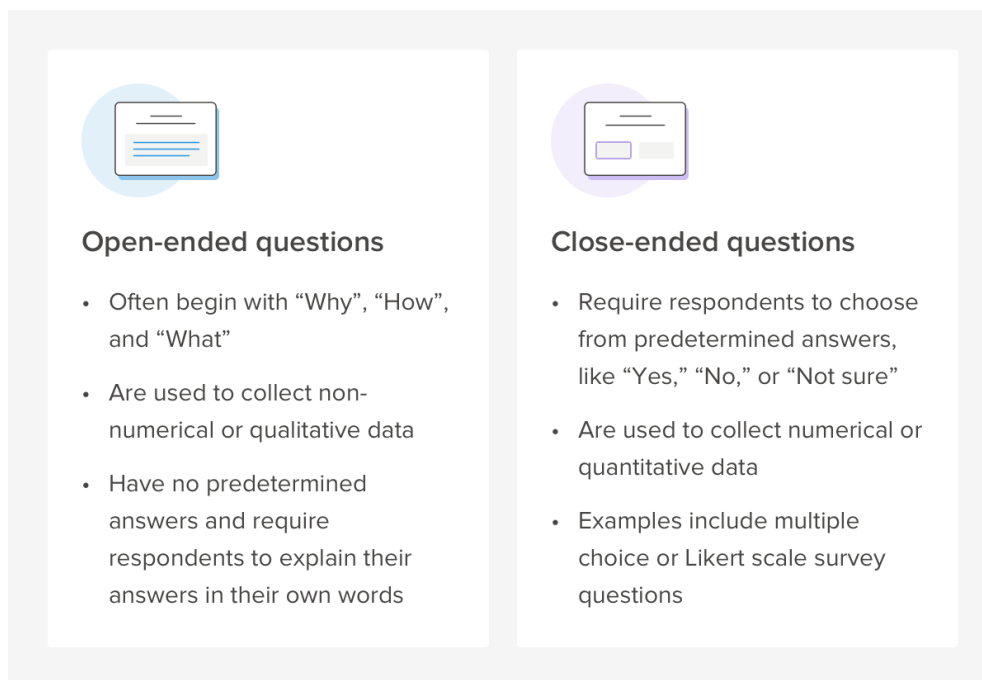 Open-ended questions
• Often begin with “Why”, “How”,
and “What”
• Are used to collect non-
numerical or qualitative data
• Have no predetermined
answers and require
respondents to explain their
answers in their own words
Close-ended questions
• Require respondents to choose
from predetermined answers,
like “Yes,” “No,” or “Not sure”
• Are used to collect numerical or
quantitative data
• Examples include multiple
choice or Likert scale survey
questions